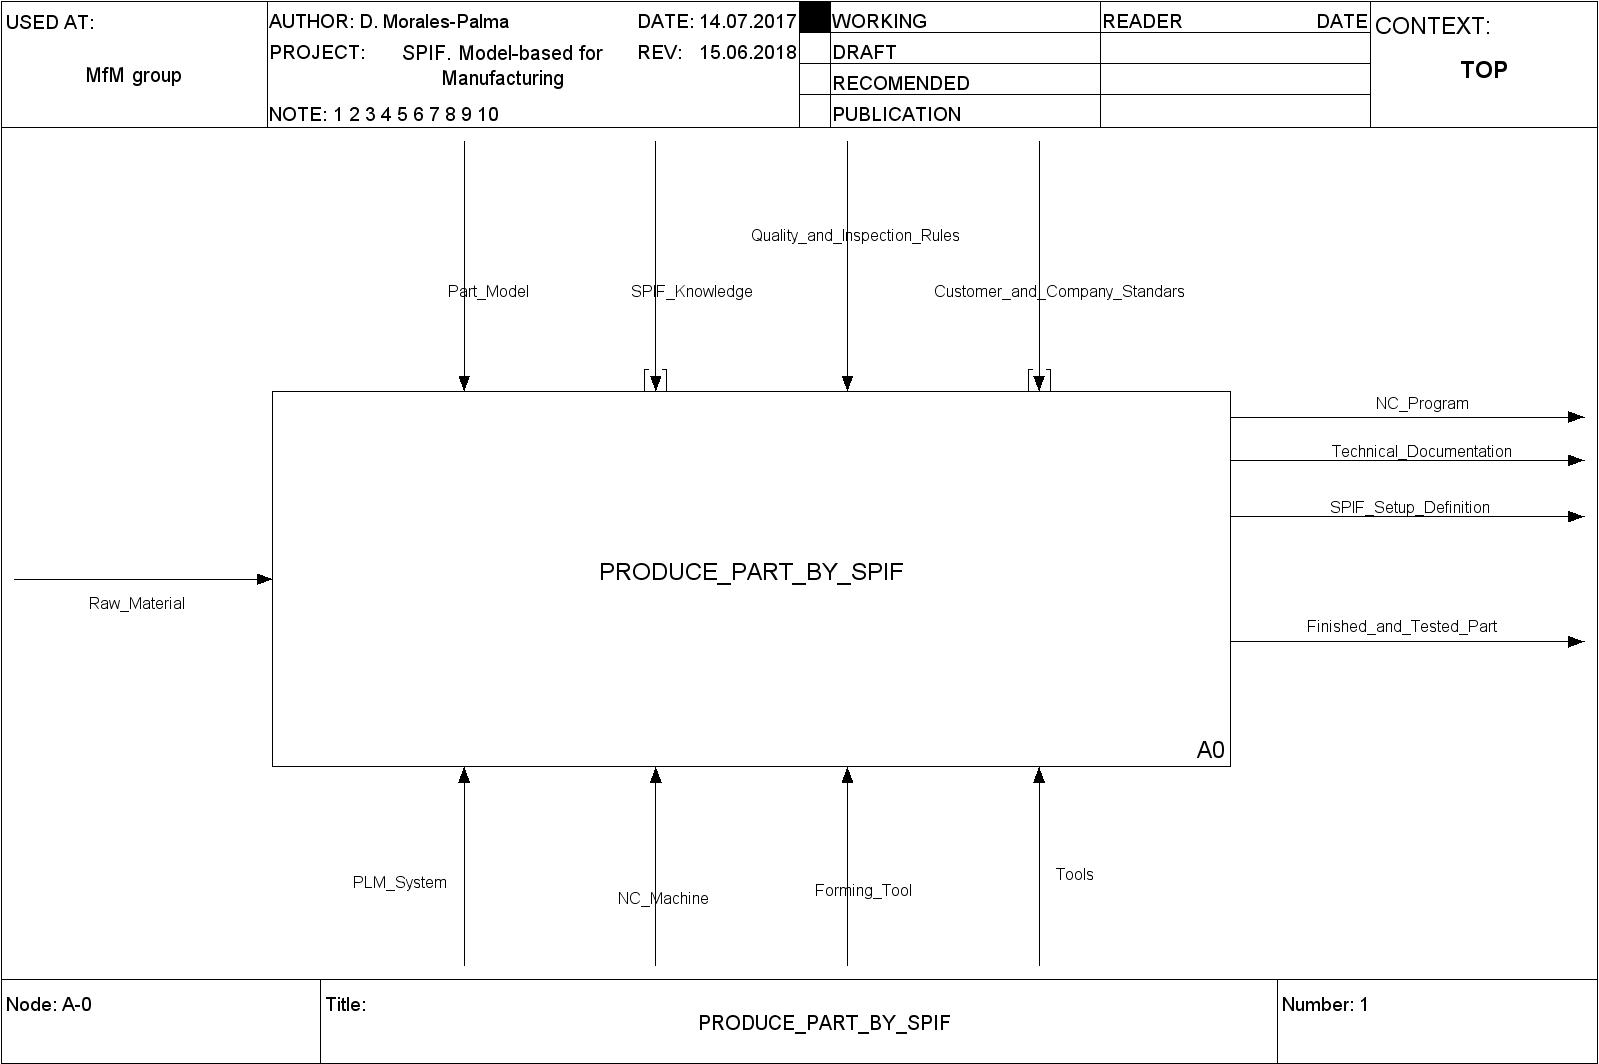 USED AT:
MfM group
AUTHOR: D. Morales-Palma
DATE: 14.07.2017
PROJECT: SPIF. Model-based for
Manufacturing
REV: 15.06.2018
NOTE: 1 2 3 4 5 6 7 8 9 10
WORKING
DRAFT
RECOMENDED
PUBLICATION
READER DATE
CONTEXT:
TOP
Quality_and_Inspection_Rules
Part_Model
SPIF_Knowledge
Customer_and_Company_Standars
NC_Program
Technical_Documentation
SPIF_Setup_Definition
PRODUCE_PART_BY_SPIF
Raw_Material
Finished_and_Tested_Part
A0
PLM_System
NC_Machine
Forming_Tool
Tools
Node: A-0
Title:
PRODUCE_PART_BY_SPIF
Number: 1